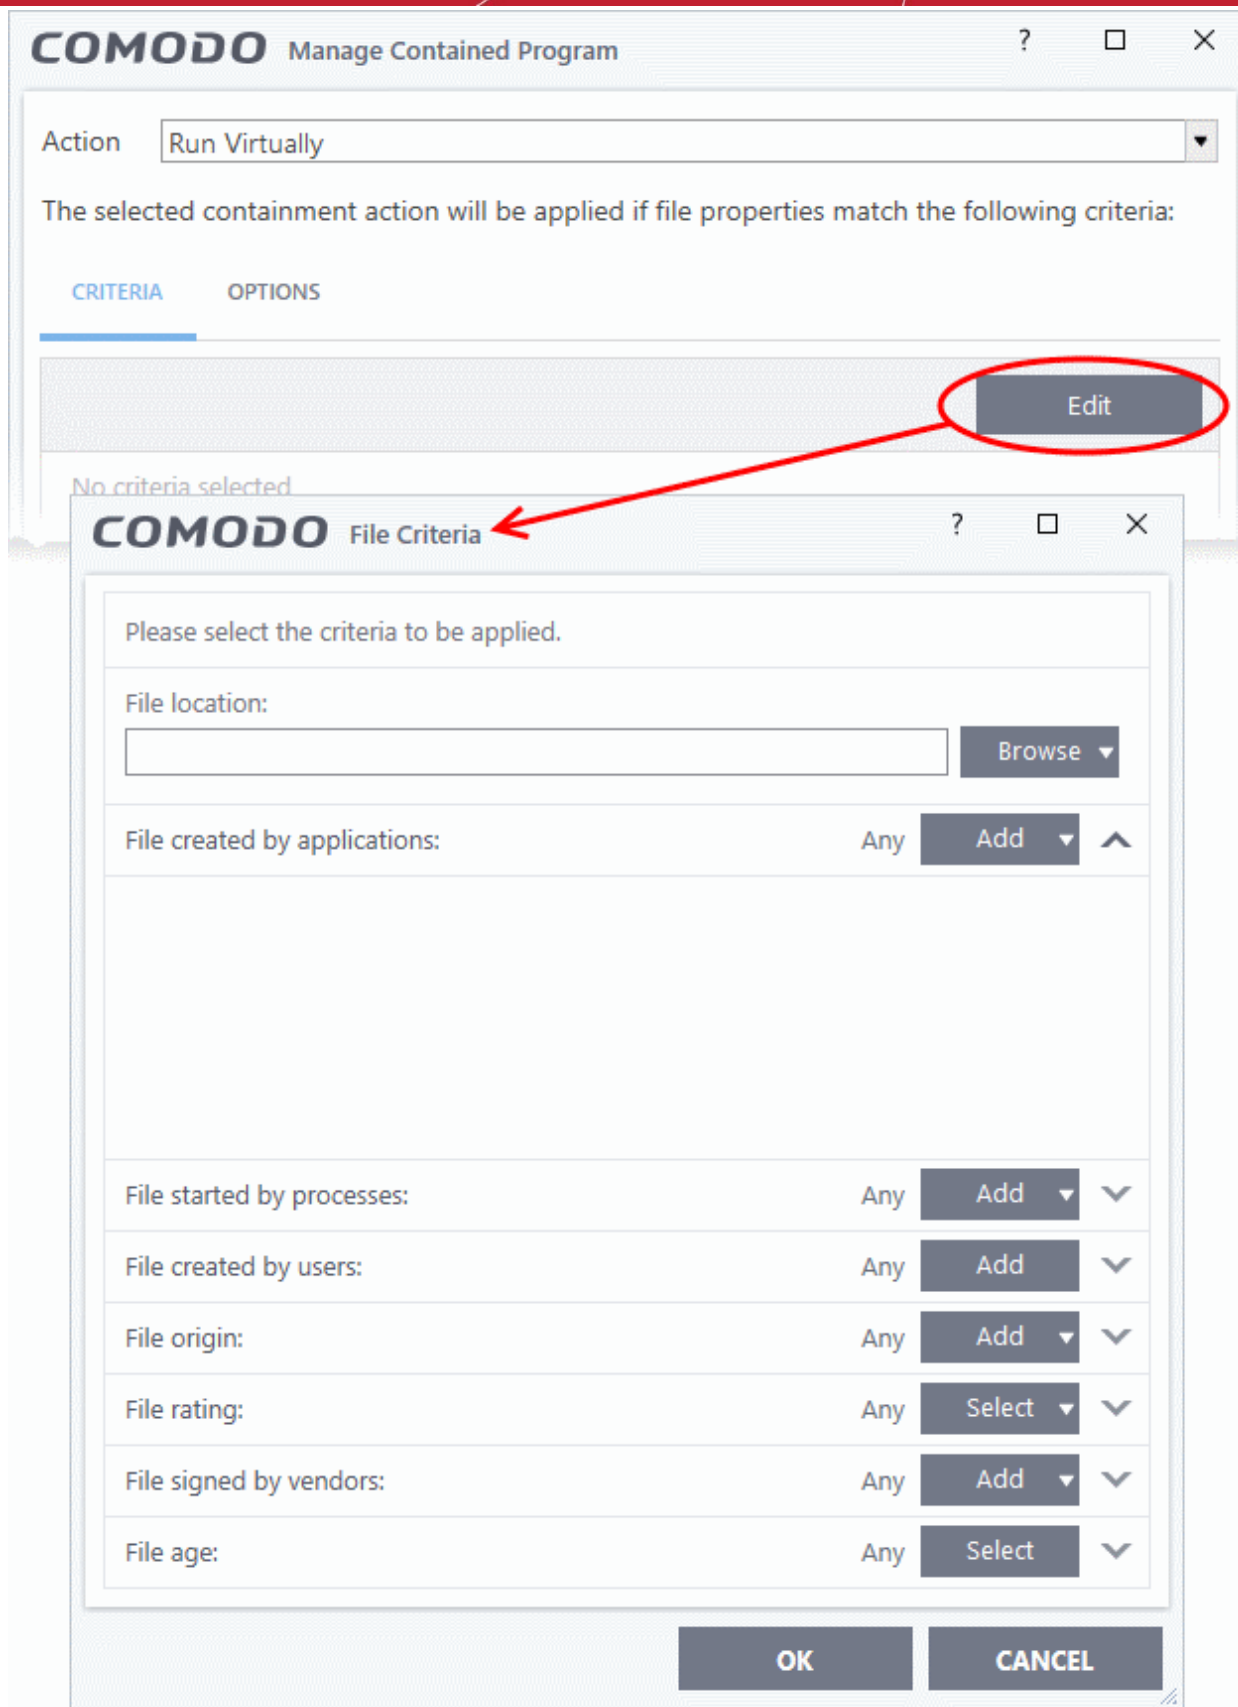 COMODO Manage Contained Program ?
Action Run Virtually
The selected containment action will be applied if file properties match the following criteria:
CRITERIA OPTIONS
Edit
No criteria selected
COMODO File Criteria ?
Please select the criteria to be applied.
File location:
Browse
File created by applications: Any Add
File started by processes: Any Add
File created by users: Any Add
File origin: Any Add
File rating: Any Select
File signed by vendors: Any Add
File age: Any Select
OK CANCEL